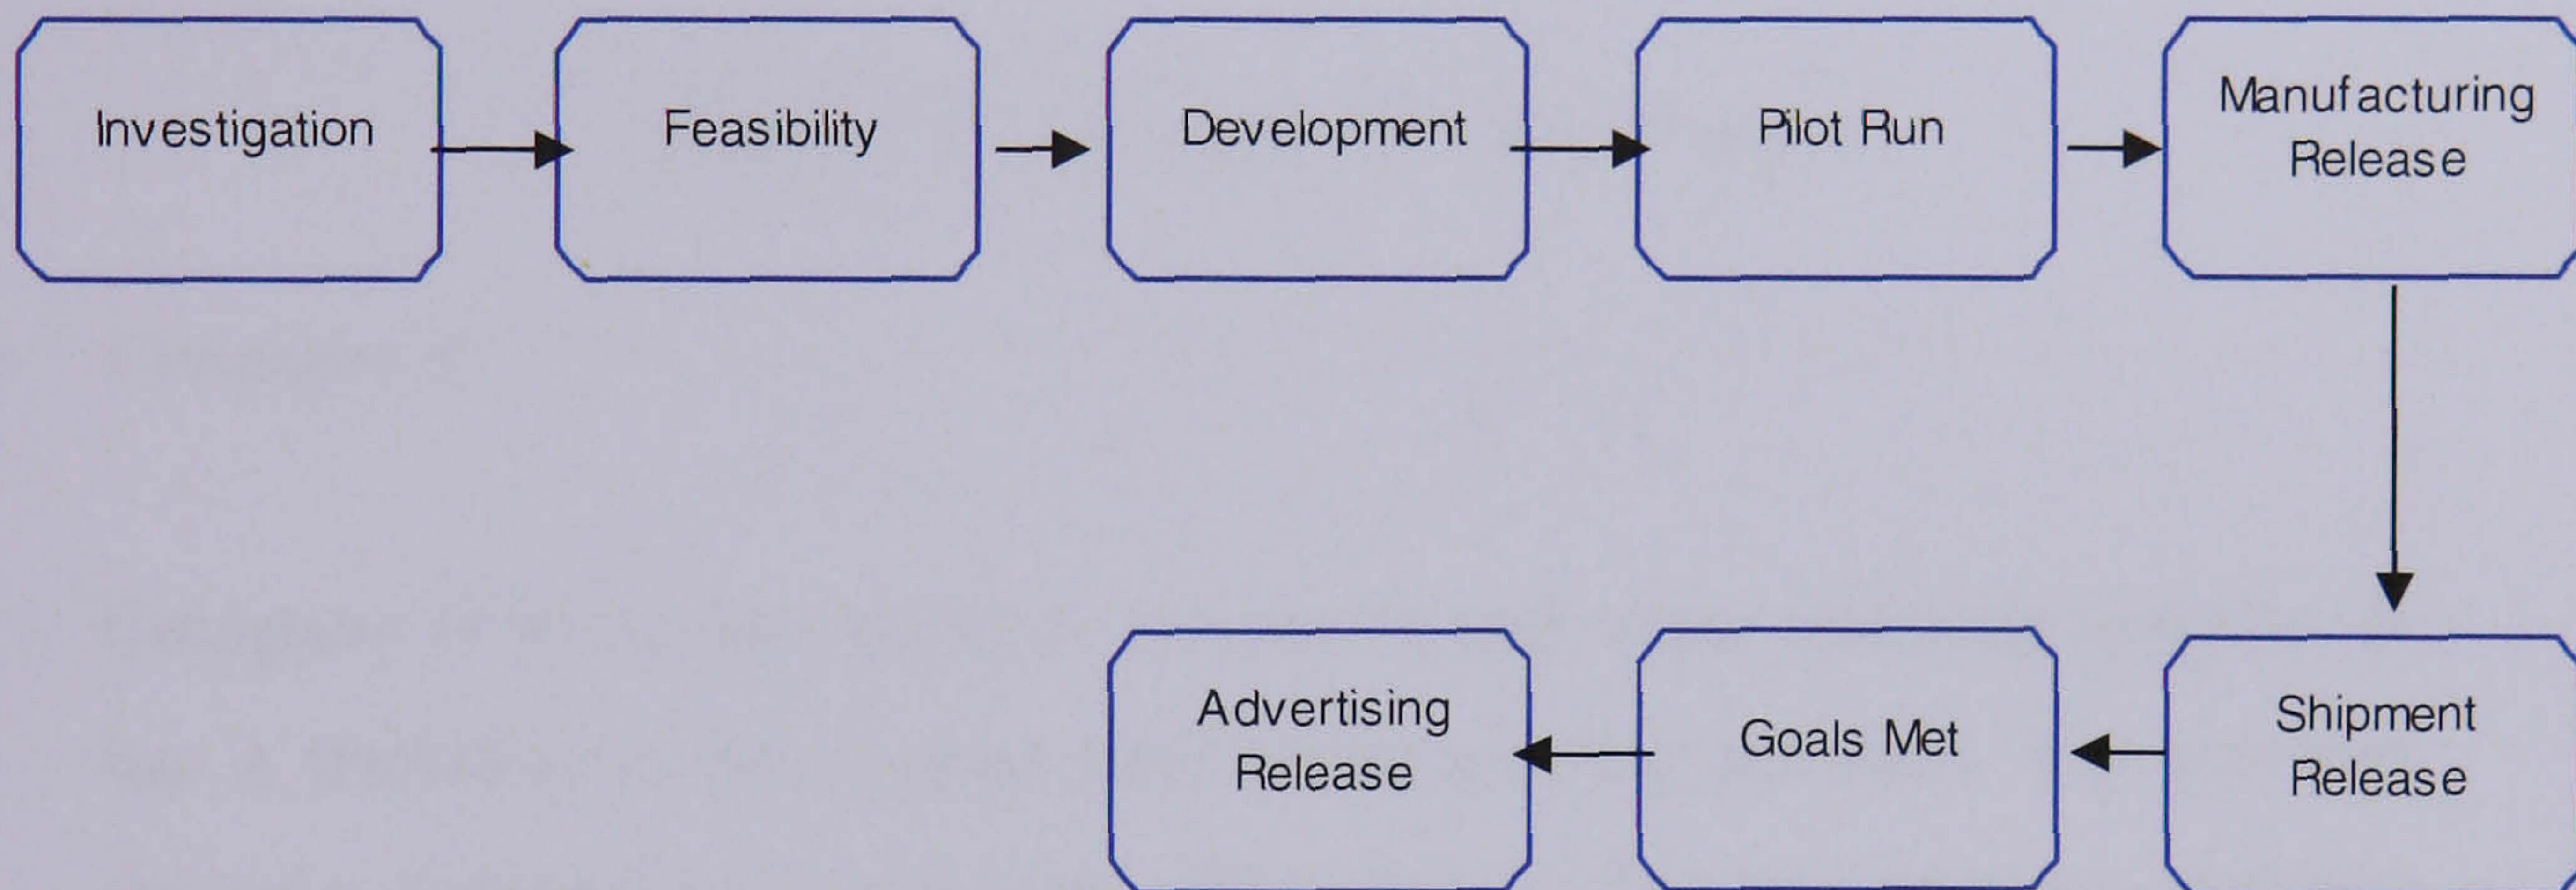 Investigation
Feasibility
Development
Pilot Run
Manufacturing
Release
Shipment
Release
Goals Met
Advertising
Release